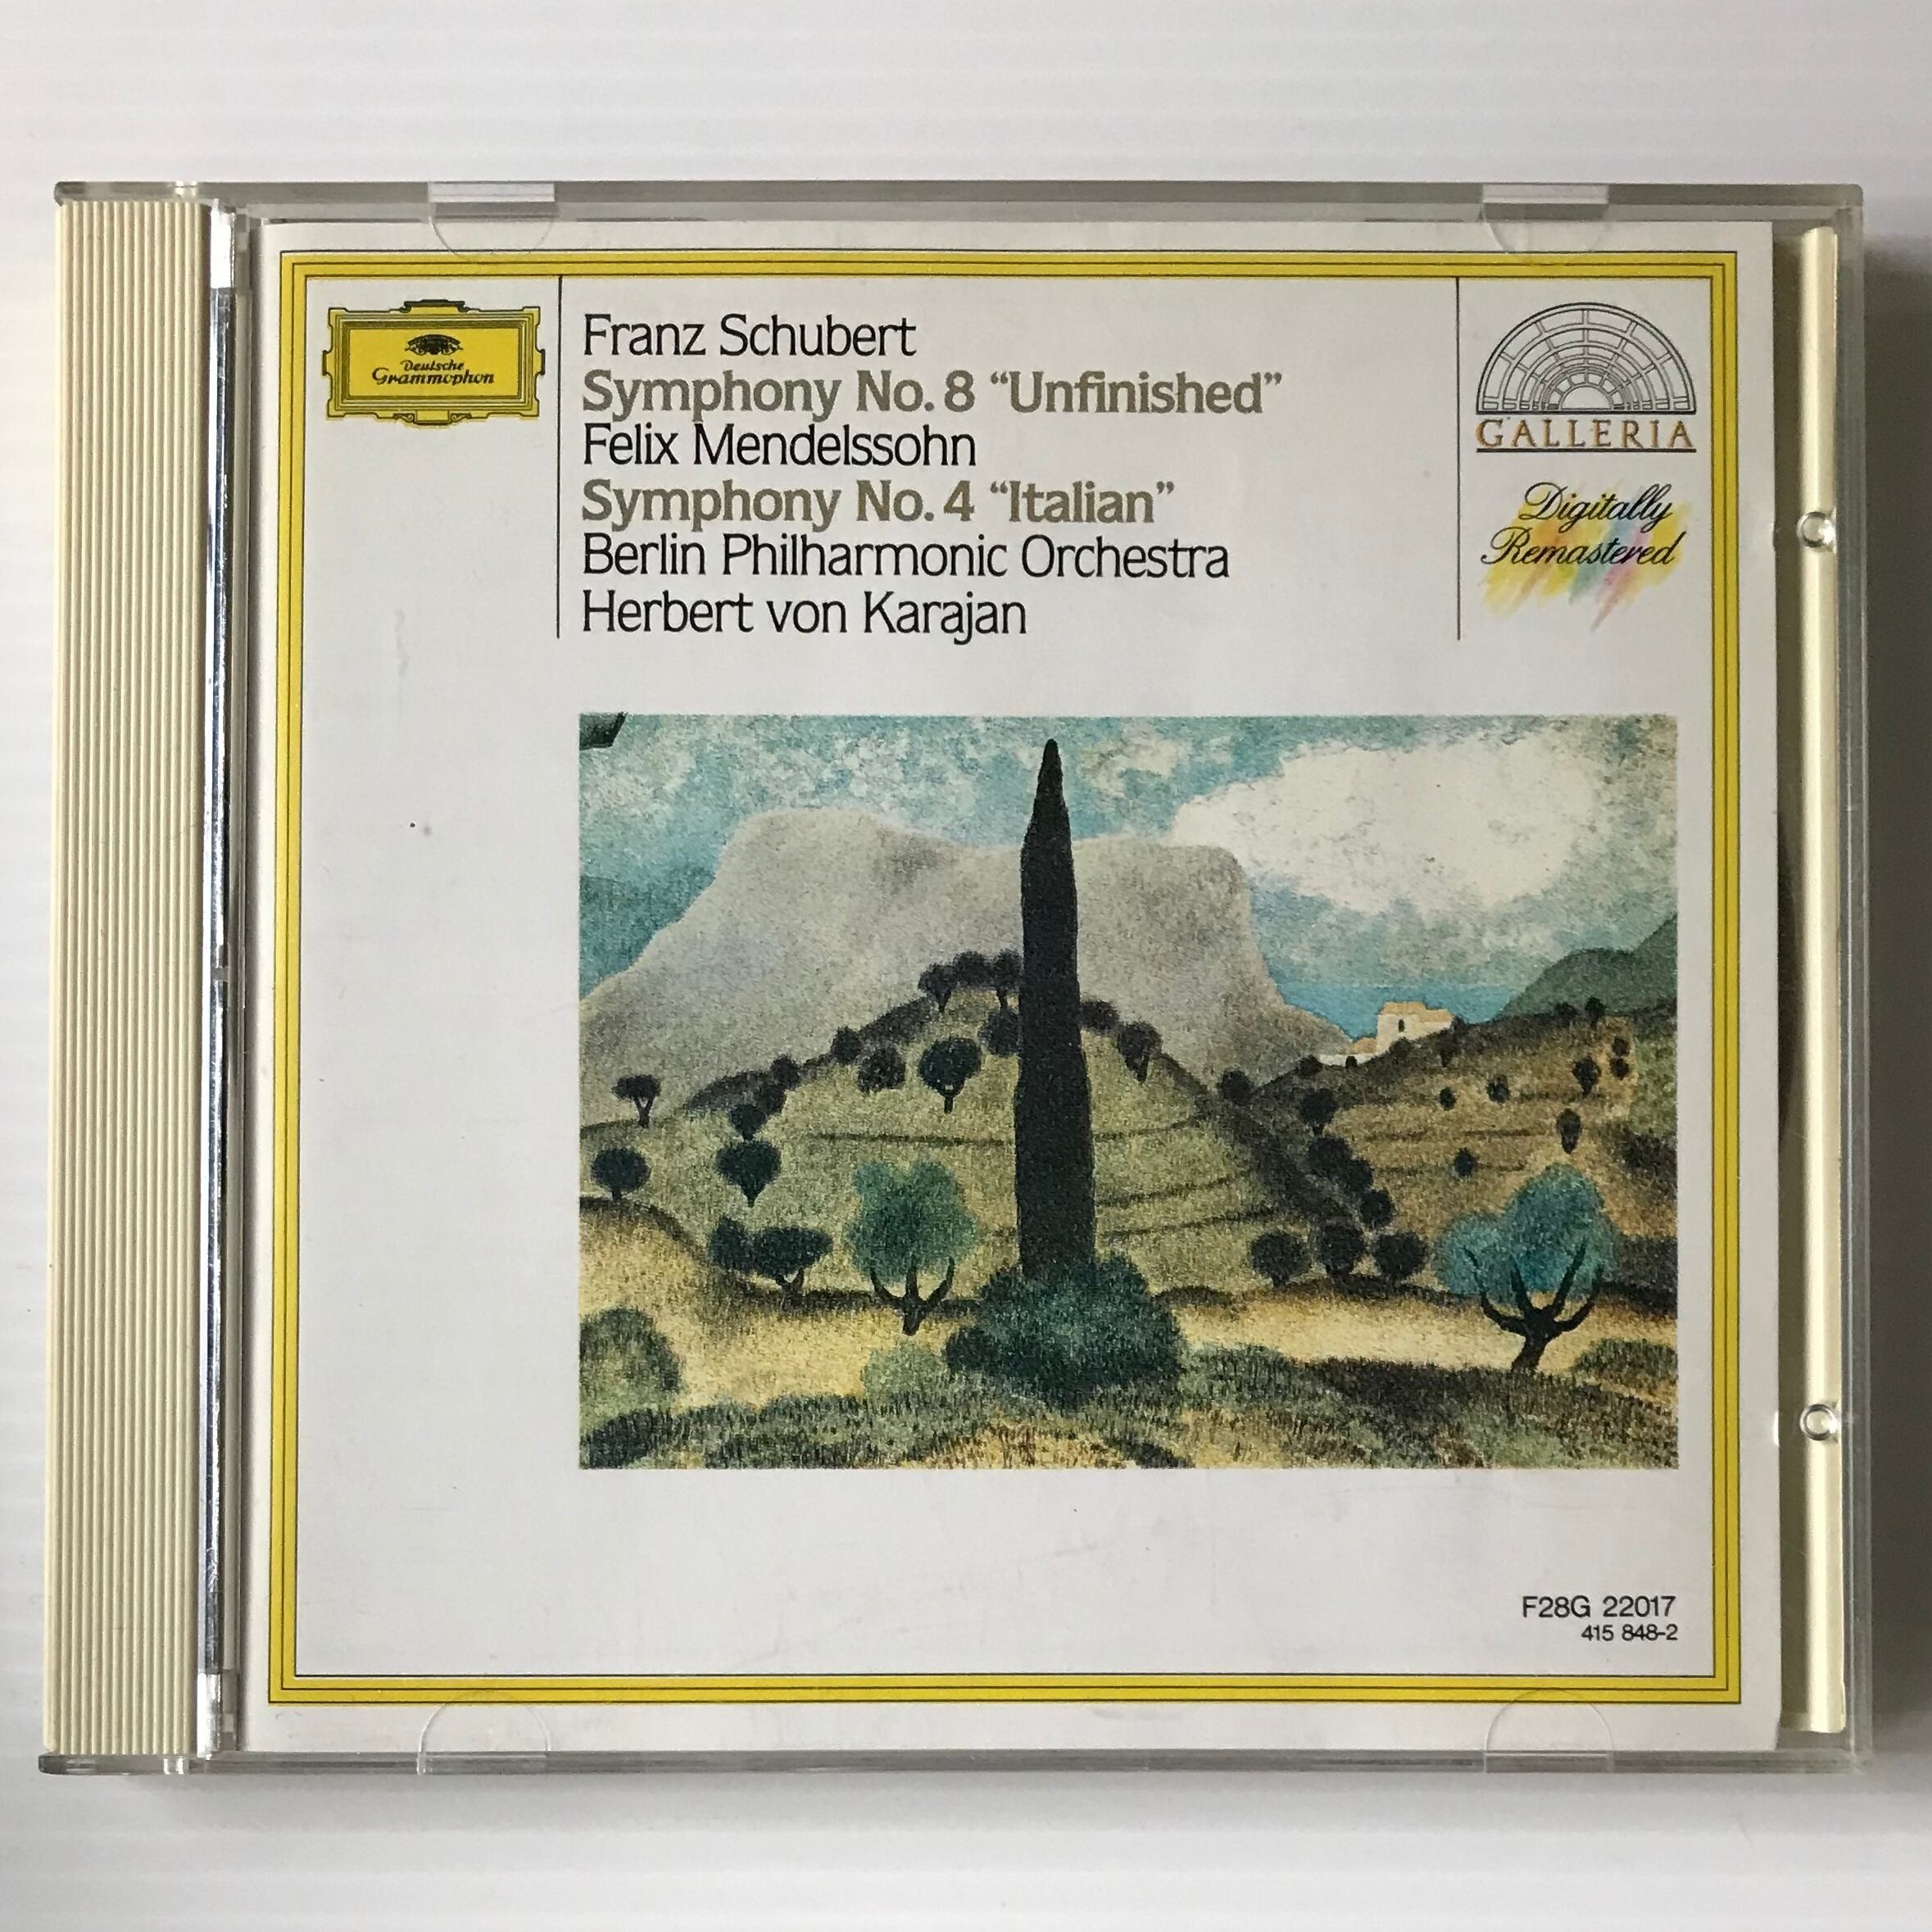 Deutsche
Grammophon
Franz Schubert
Symphony No. 8 “Unfinished”
Felix Mendelssohn
Symphony No. 4 “Italian”
Berlin Philharmonic Orchestra
Herbert von Karajan
GALLERIA
Digitally
Remastered
F28G 22017
415 848-2